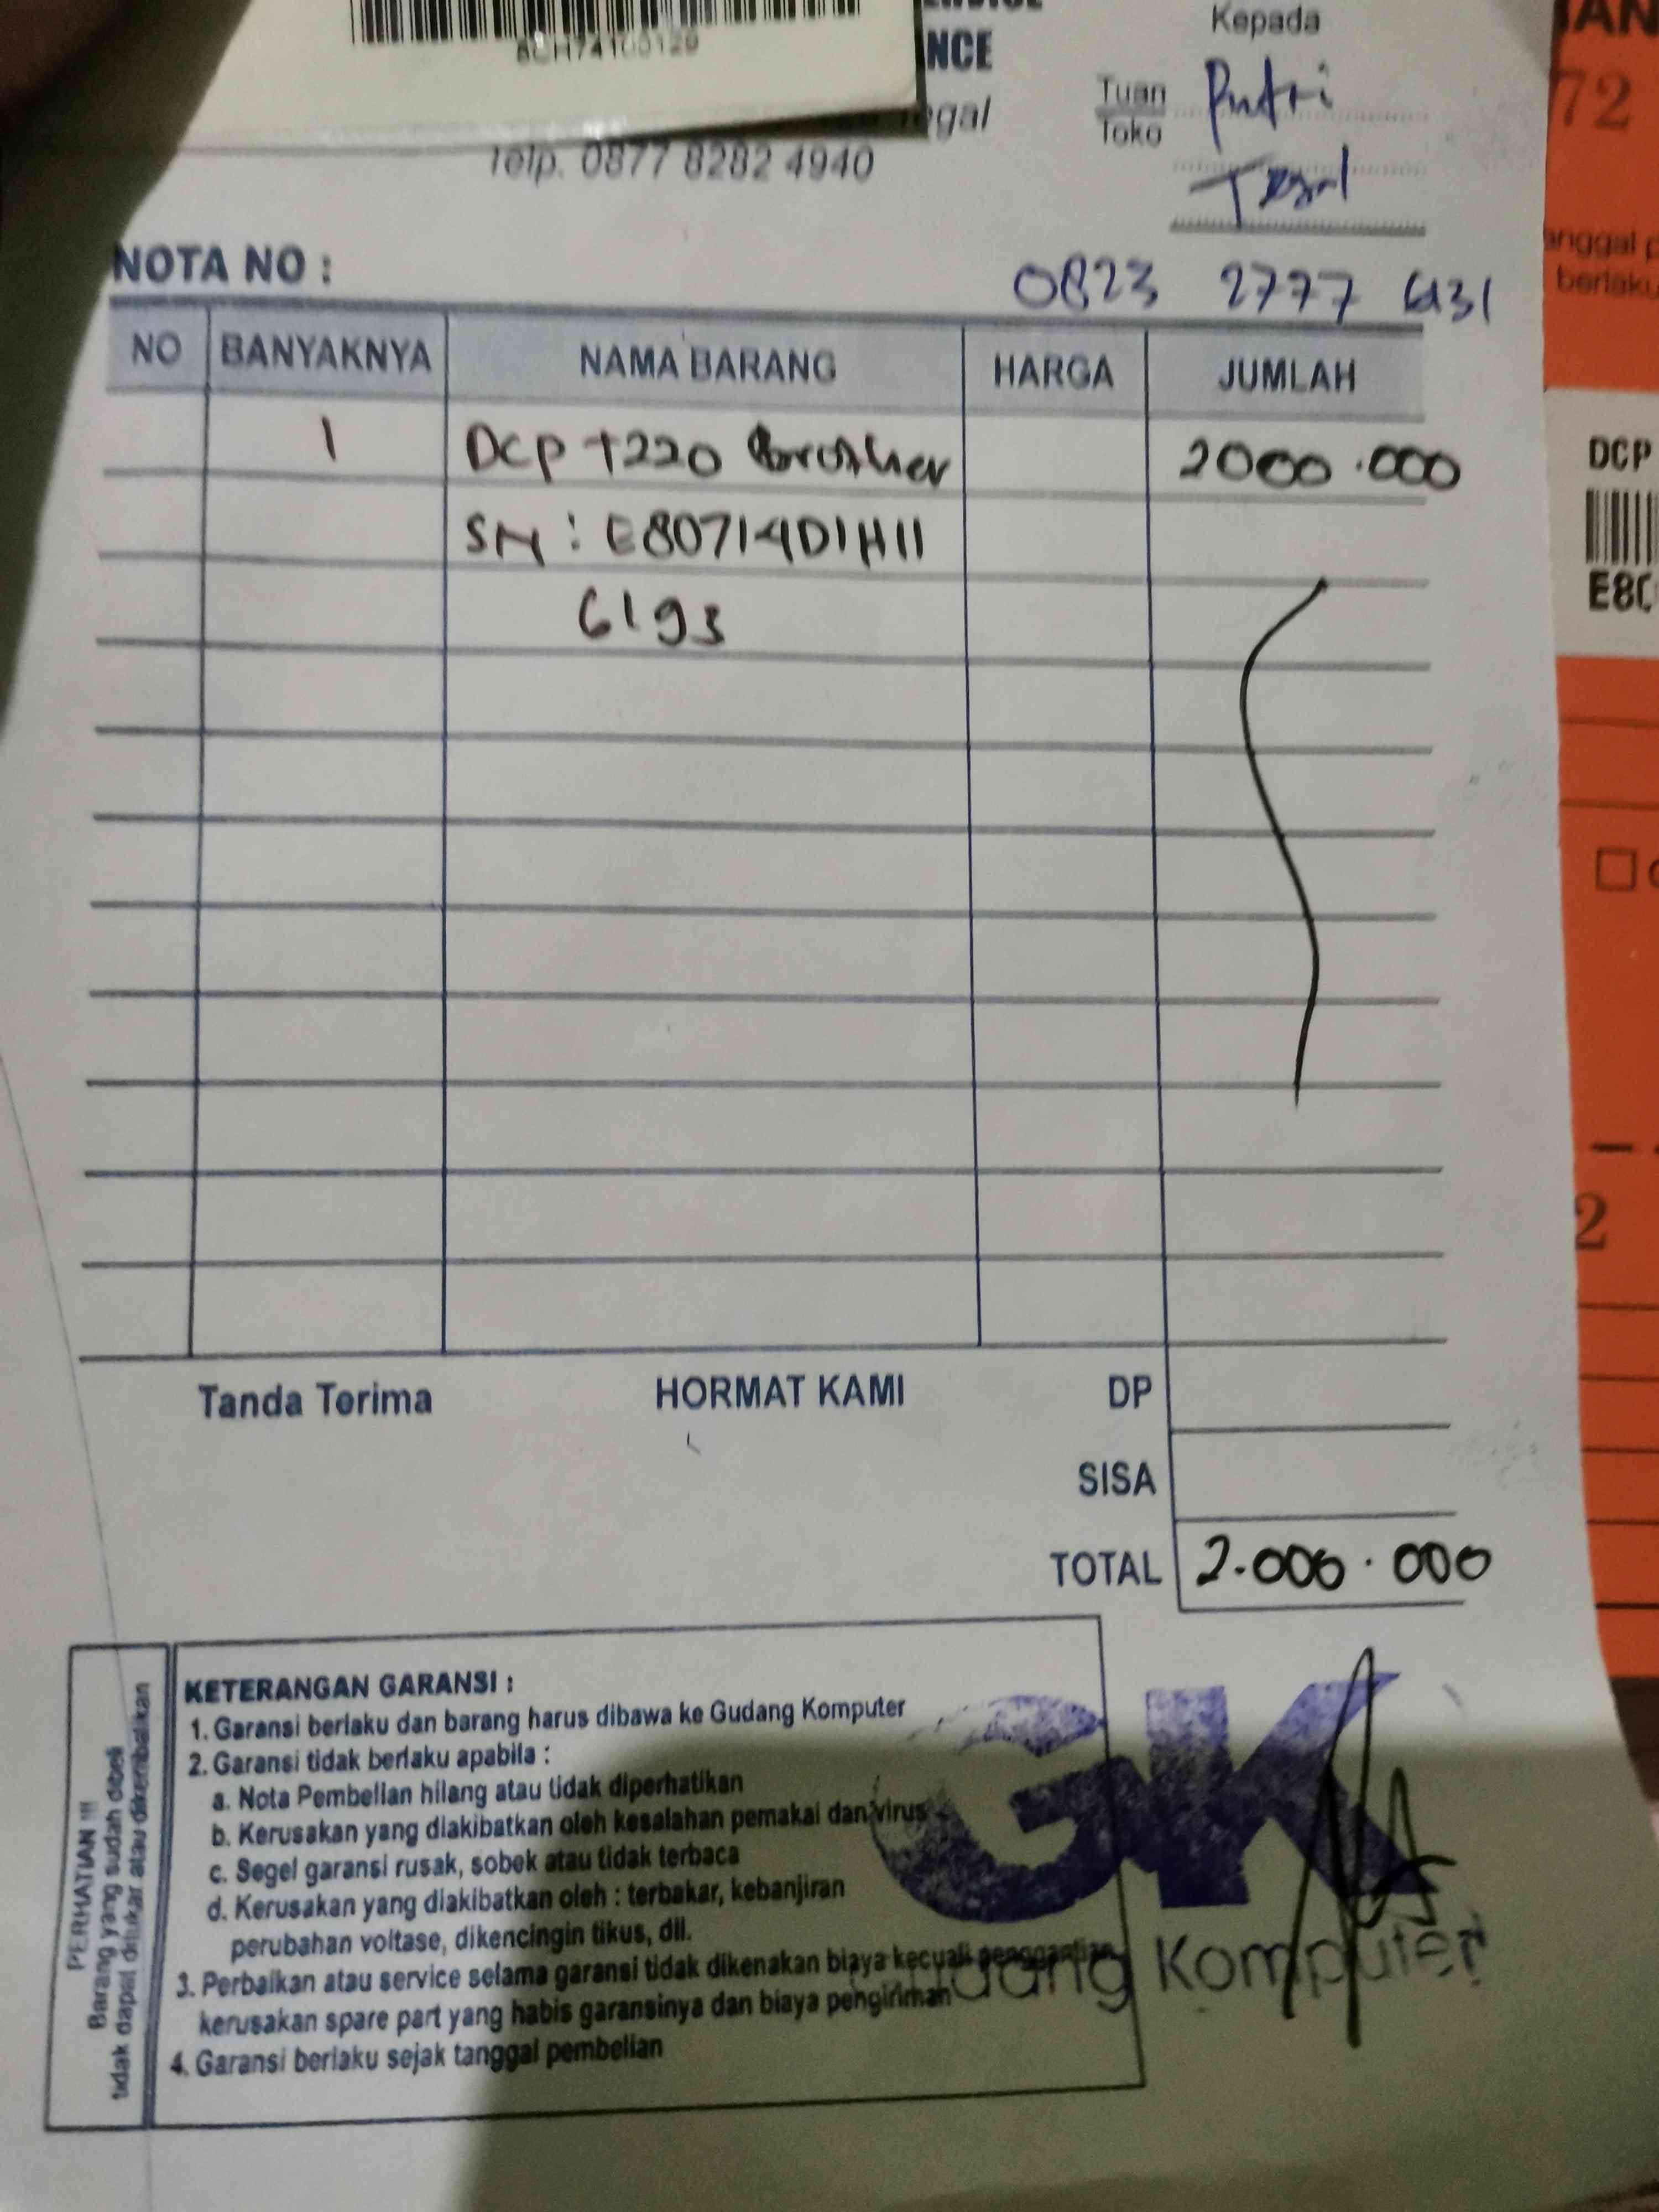 NCE
Kepada
Tuan
Toko
Putri
Tegal
Telp. 0877 8282 4940
NOTA NO :
0823 2777 6131
NO BANYAKNYA NAMA BARANG HARGA JUMLAH
1 DCP T220 Brother 2000.000
SN : E80714D1H11
6193
Tanda Terima HORMAT KAMI DP
SISA
TOTAL 2.000.000
PERHATIAN !!!
Barang yang sudah dibeli
tidak dapat ditukar atau dikembalikan
KETERANGAN GARANSI :
1. Garansi berlaku dan barang harus dibawa ke Gudang Komputer
2. Garansi tidak berlaku apabila :
a. Nota Pembelian hilang atau tidak diperhatikan
b. Kerusakan yang diakibatkan oleh kesalahan pemakai dan virus
c. Segel garansi rusak, sobek atau tidak terbaca
d. Kerusakan yang diakibatkan oleh : terbakar, kebanjiran
perubahan voltase, dikencingin tikus, dll.
3. Perbaikan atau service selama garansi tidak dikenakan biaya kecuali penggantian
kerusakan spare part yang habis garansinya dan biaya pengiriman
4. Garansi berlaku sejak tanggal pembelian
GK
Gudang Komputer
72
anggal
berlaku
DCP
E80
2